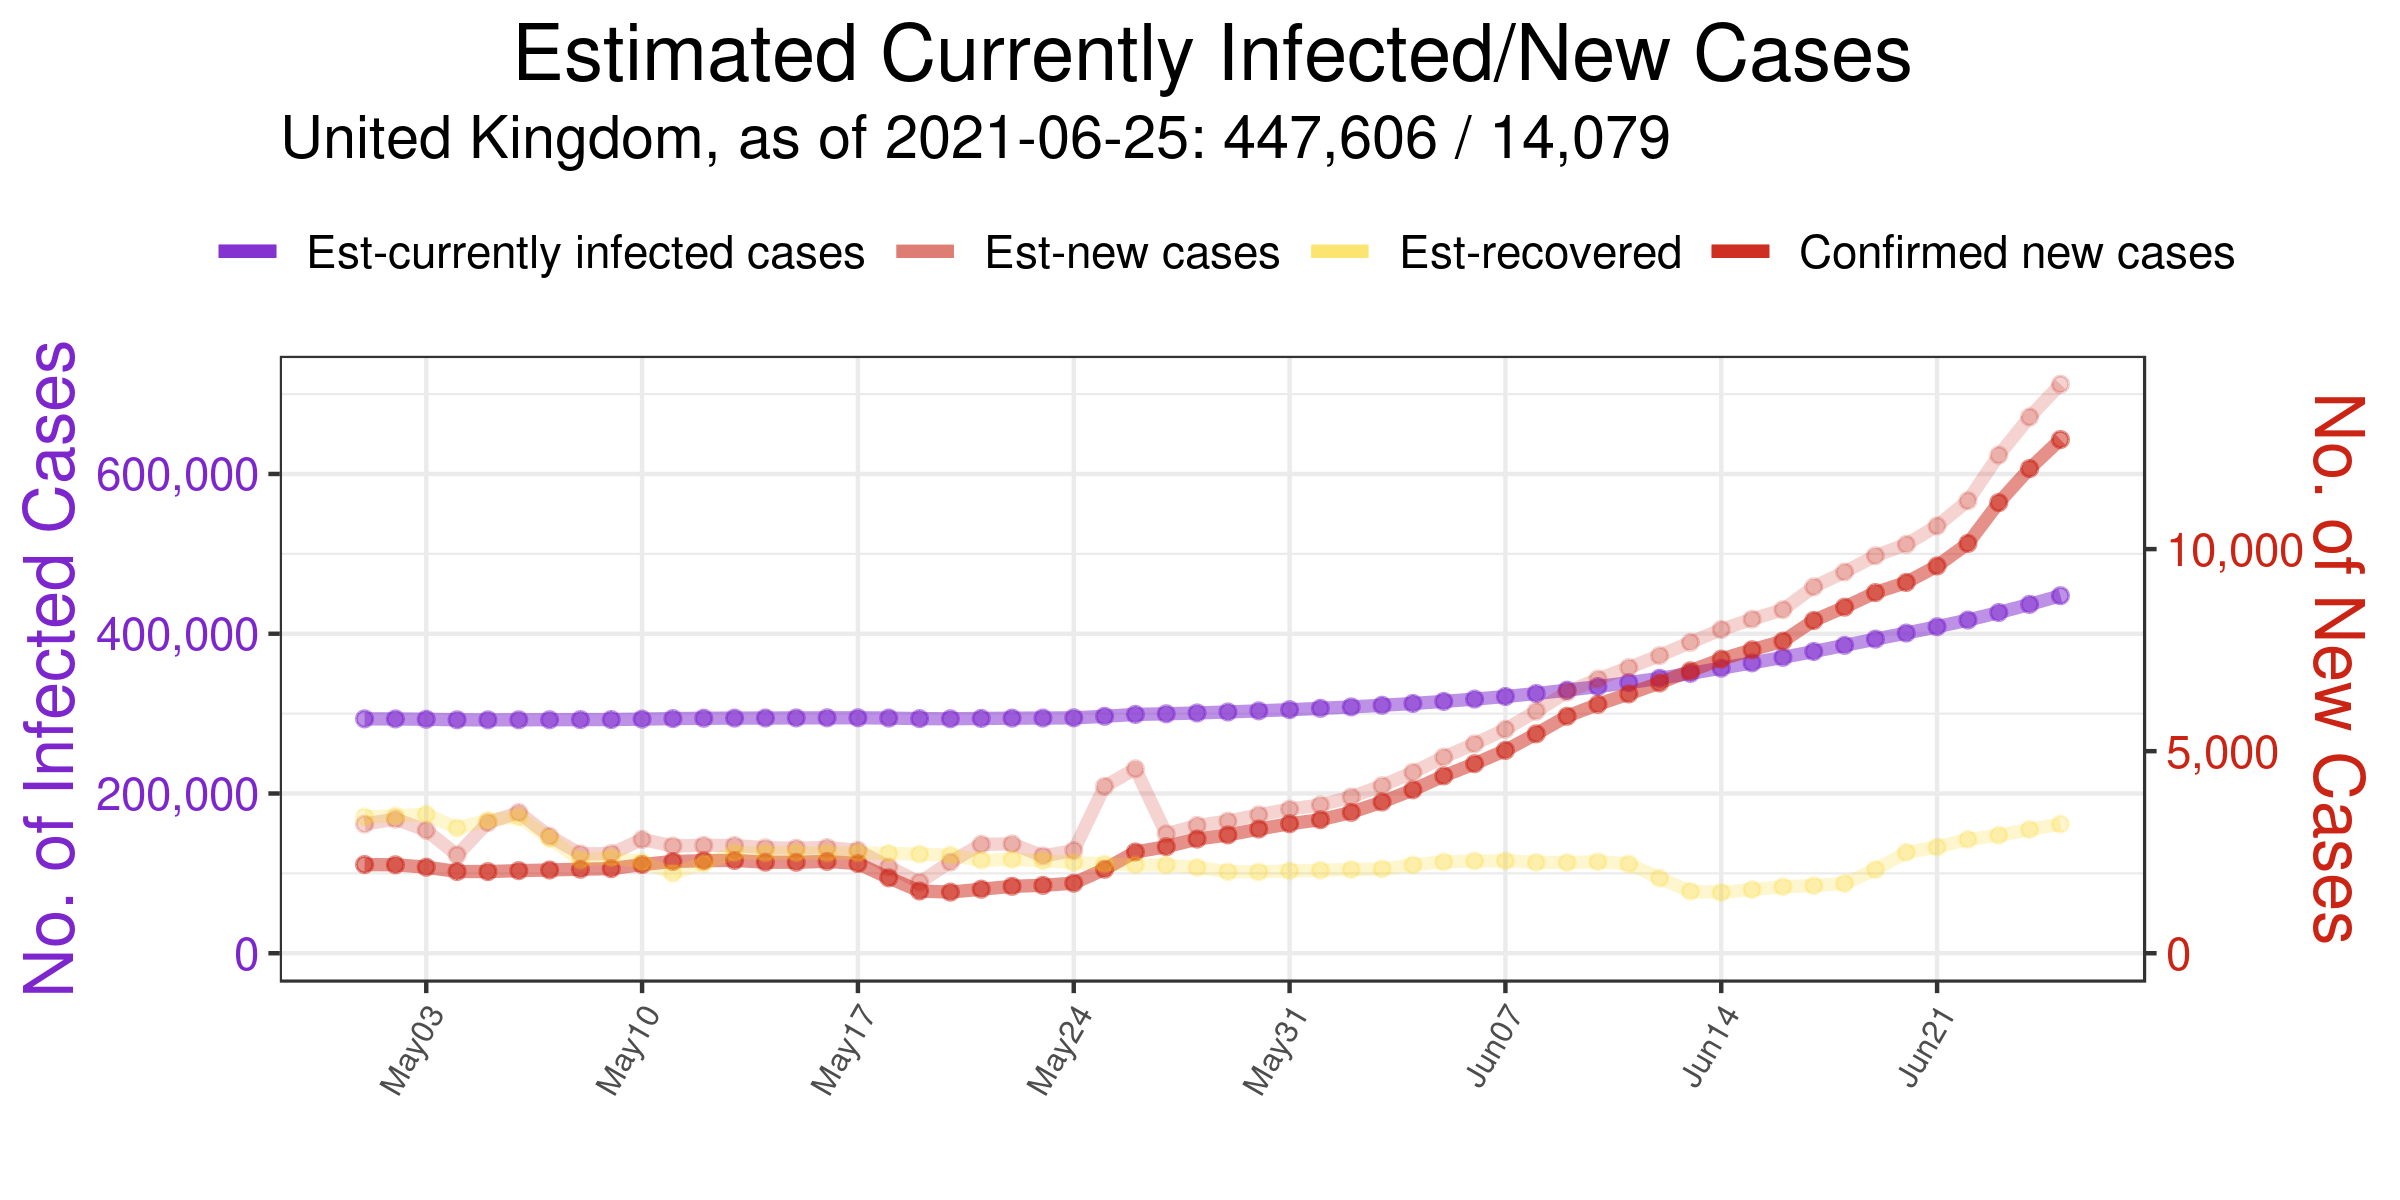 Estimated Currently Infected/New Cases
United Kingdom, as of 2021-06-25: 447,606 / 14,079
Est-currently infected cases Est-new cases Est-recovered Confirmed new cases
No. of Infected Cases
600,000
400,000
200,000
0
10,000
5,000
0
No. of New Cases
May03 May10 May17 May24 May31 Jun07 Jun14 Jun21